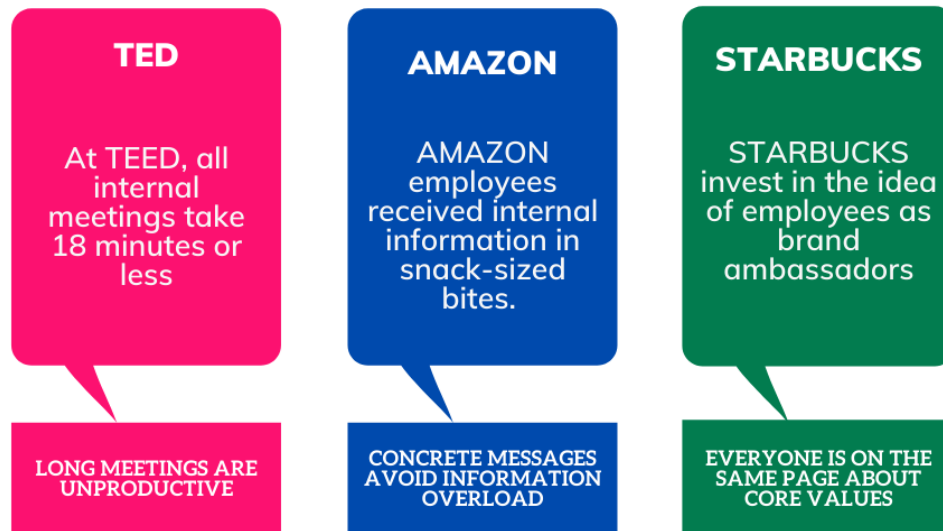 TED
At TEED, all
internal
meetings take
18 minutes or
less
LONG MEETINGS ARE
UNPRODUCTIVE
AMAZON
AMAZON
employees
received internal
information in
snack-sized
bites.
CONCRETE MESSAGES
AVOID INFORMATION
OVERLOAD
STARBUCKS
STARBUCKS
invest in the idea
of employees as
brand
ambassadors
EVERYONE IS ON THE
SAME PAGE ABOUT
CORE VALUES